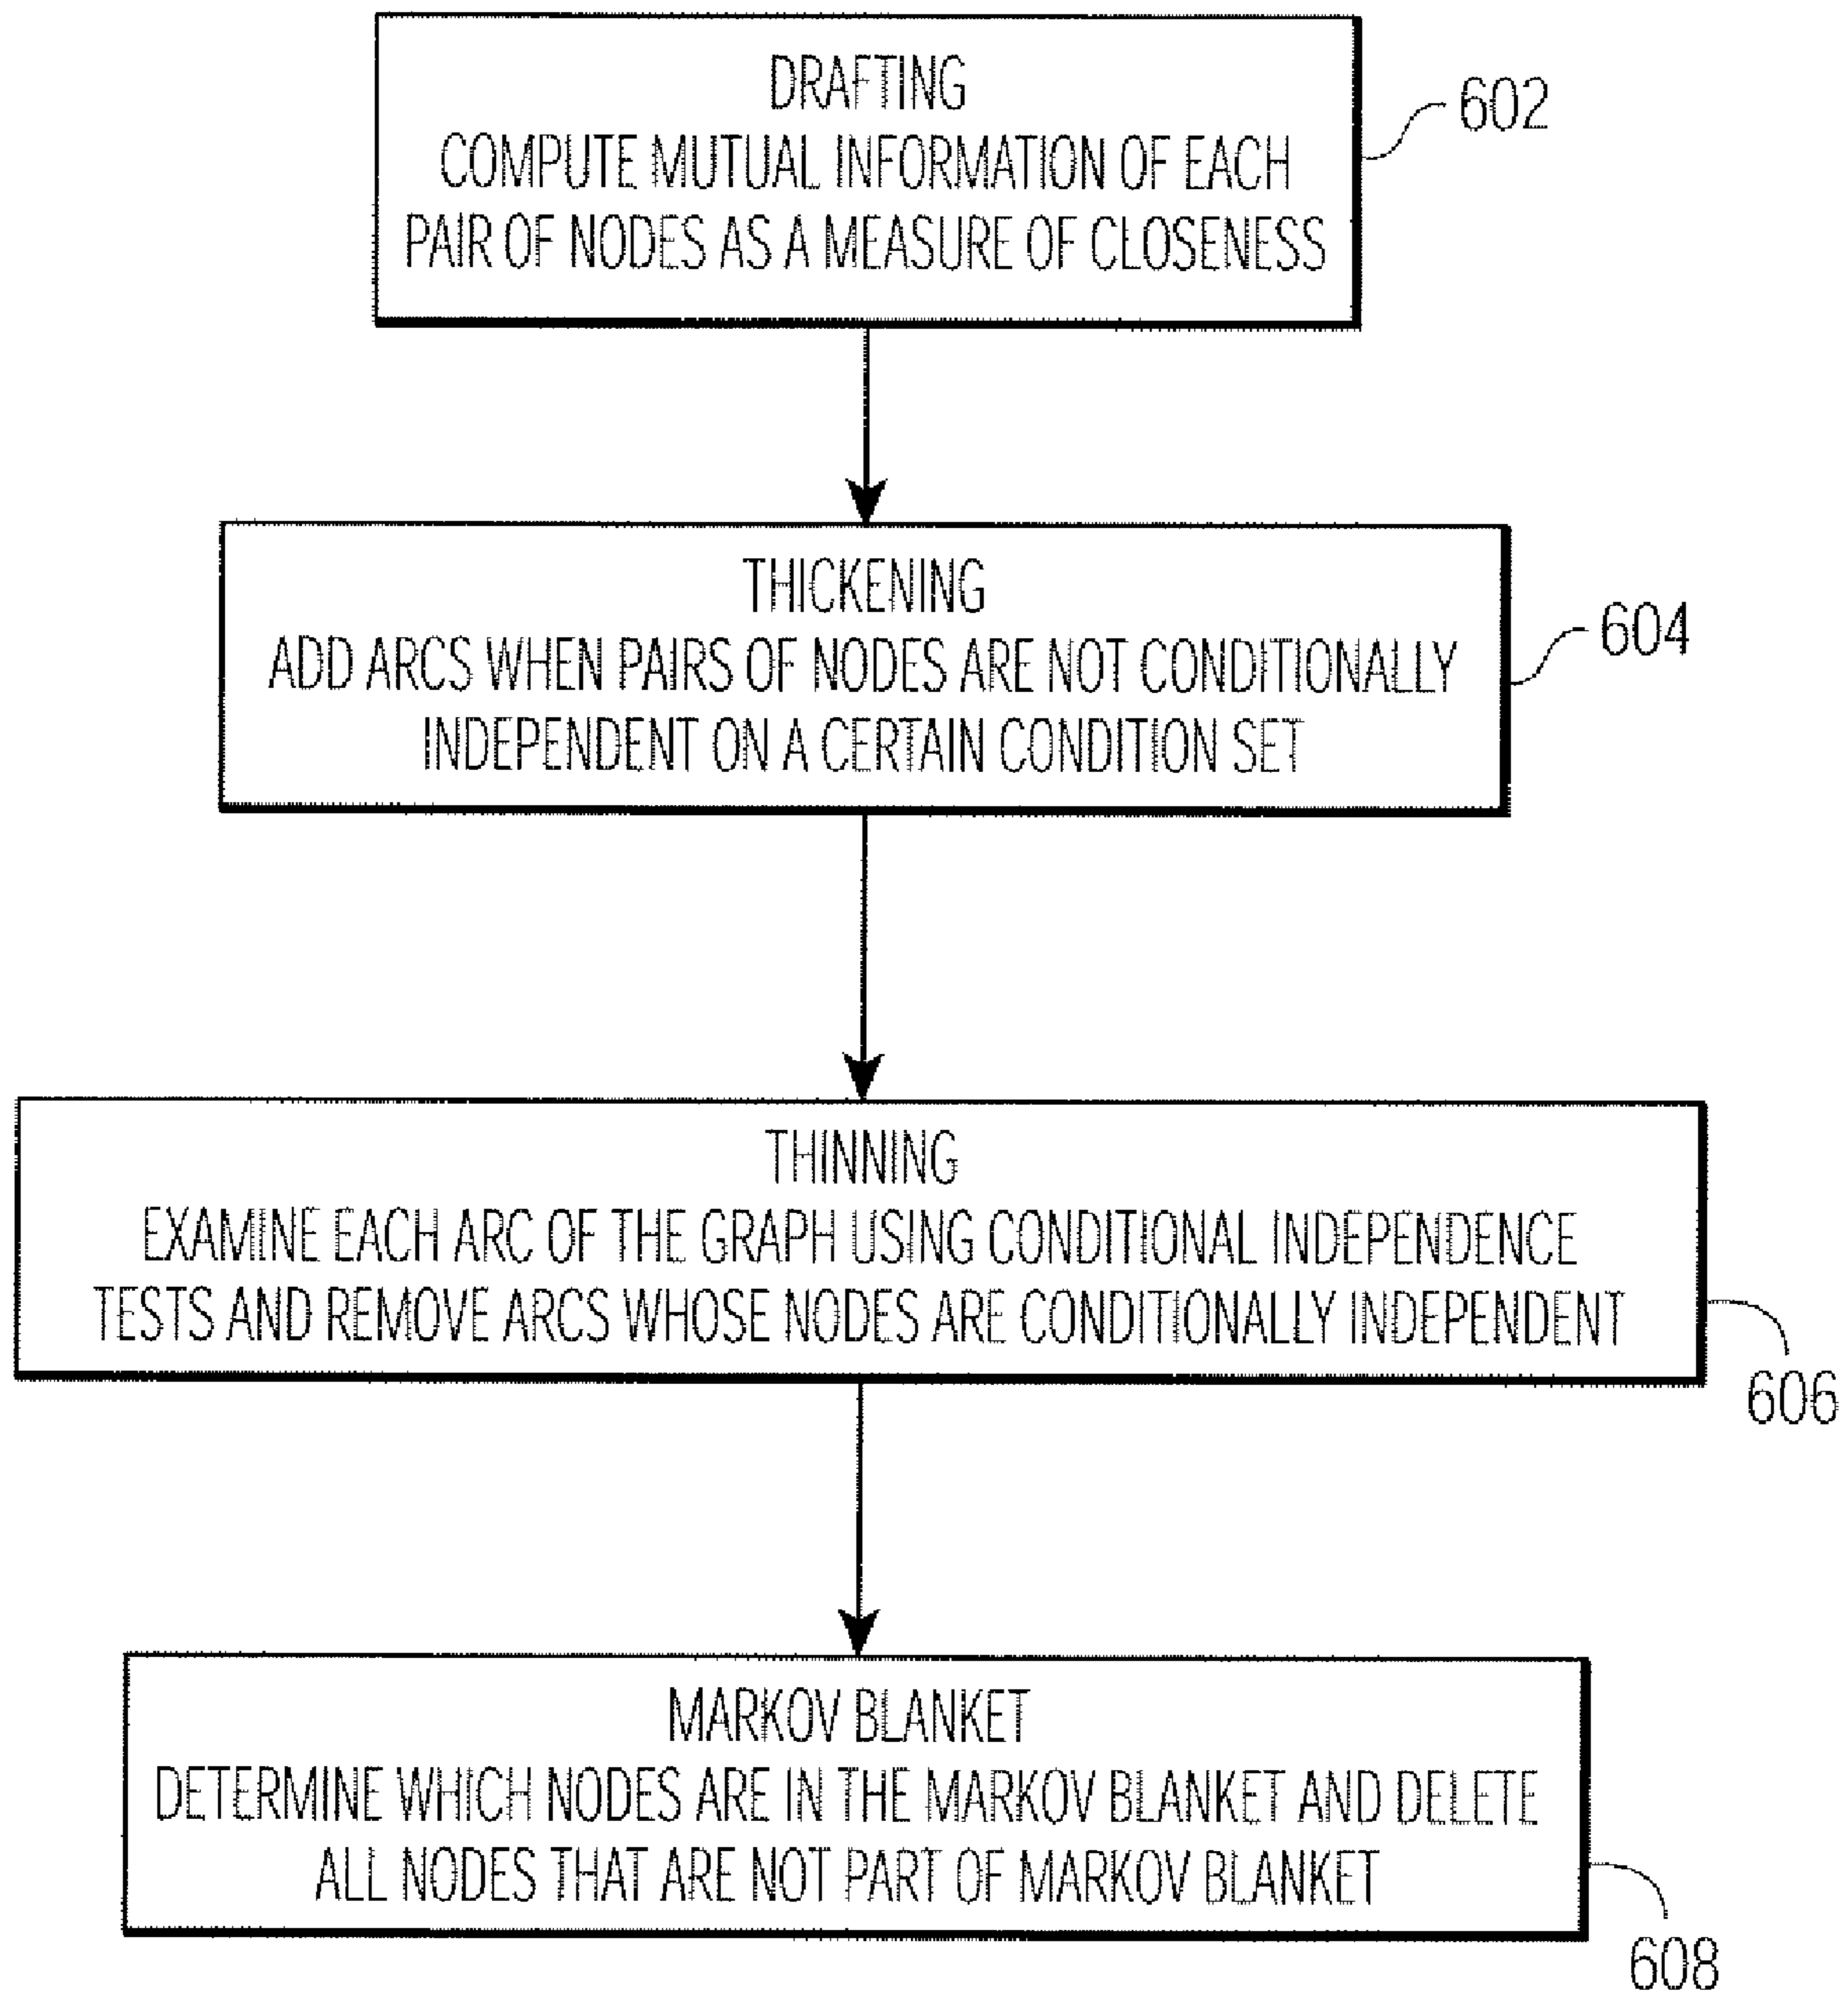 DRAFTING
COMPUTE MUTUAL INFORMATION OF EACH
PAIR OF NODES AS A MEASURE OF CLOSENESS
602
THICKENING
ADD ARCS WHEN PAIRS OF NODES ARE NOT CONDITIONALLY
INDEPENDENT ON A CERTAIN CONDITION SET
604
THINNING
EXAMINE EACH ARC OF THE GRAPH USING CONDITIONAL INDEPENDENCE
TESTS AND REMOVE ARCS WHOSE NODES ARE CONDITIONALLY INDEPENDENT
606
MARKOV BLANKET
DETERMINE WHICH NODES ARE IN THE MARKOV BLANKET AND DELETE
ALL NODES THAT ARE NOT PART OF MARKOV BLANKET
608